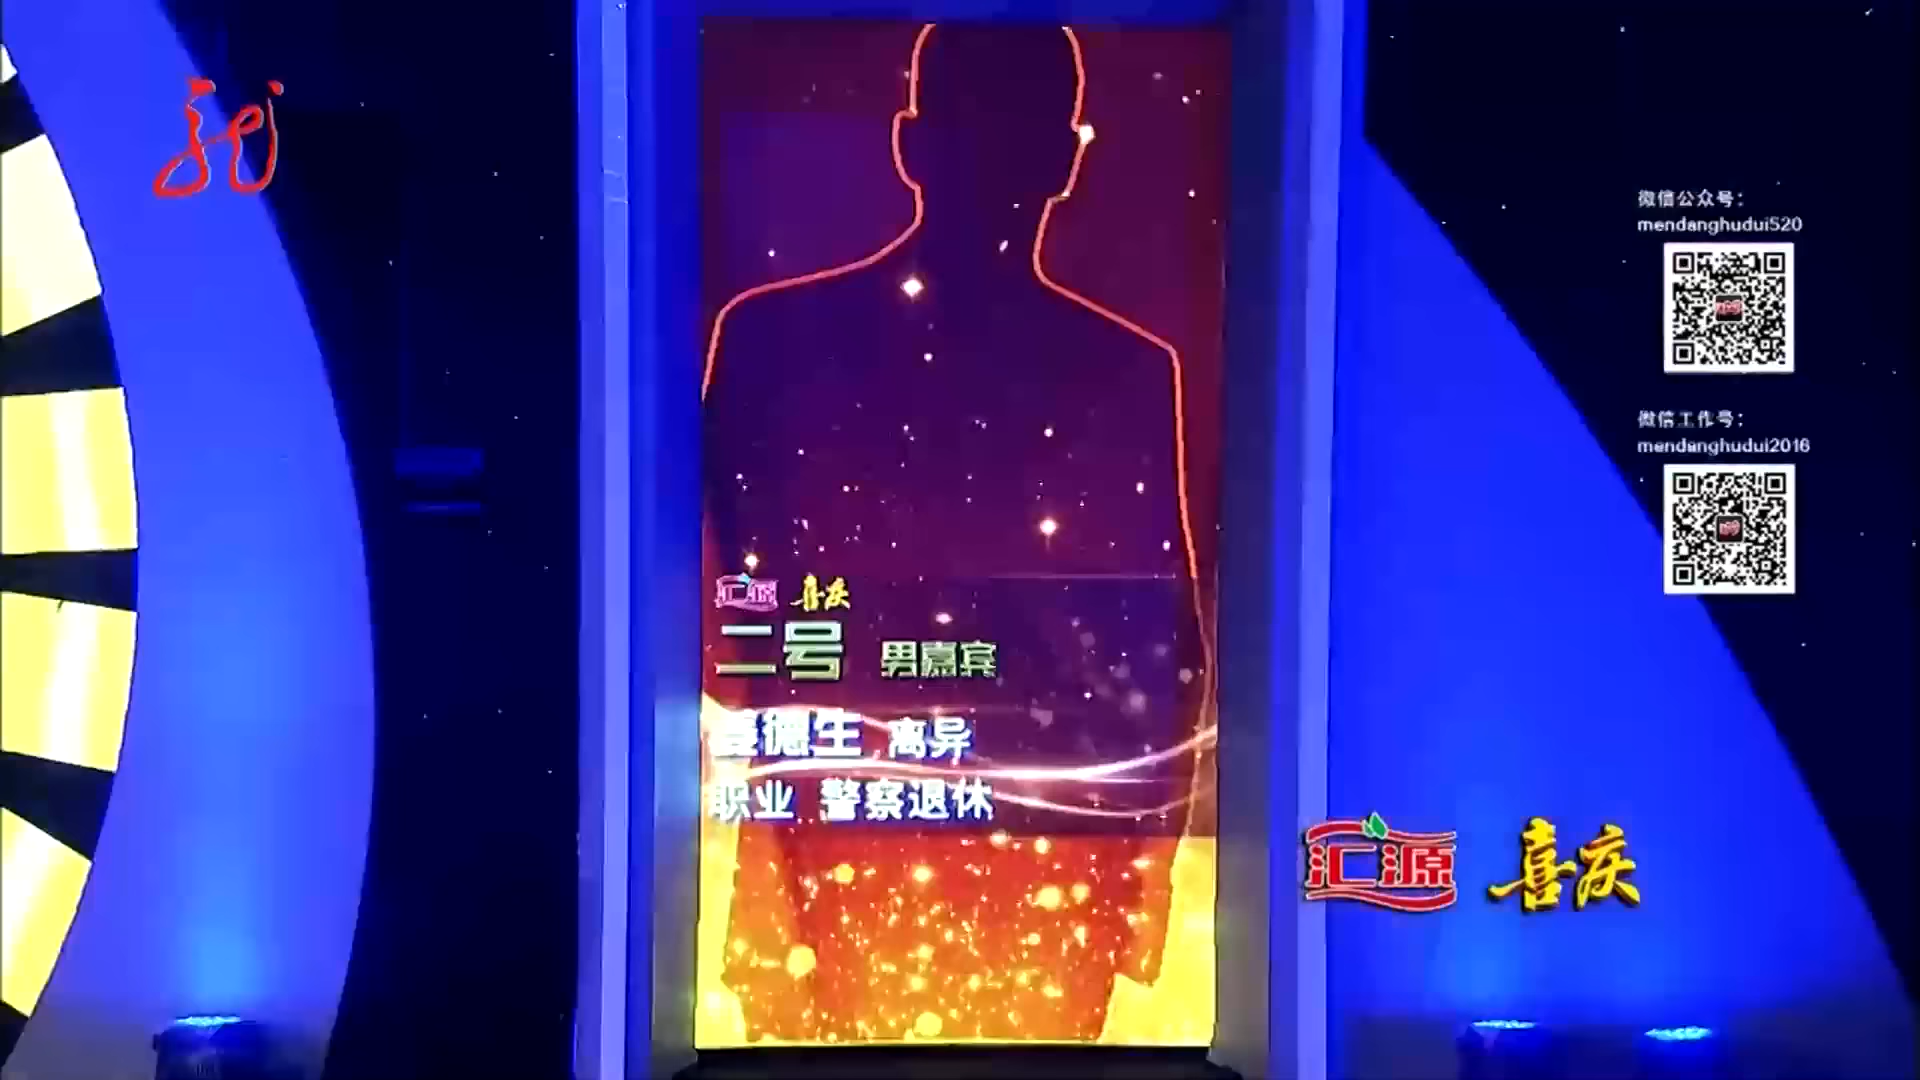 龙
微信公众号:
mendanghudui520
微信工作号:
mendanghudui2016
汇源 喜庆
二号 男嘉宾
德生 离异
职业 警察退休
汇源 喜庆